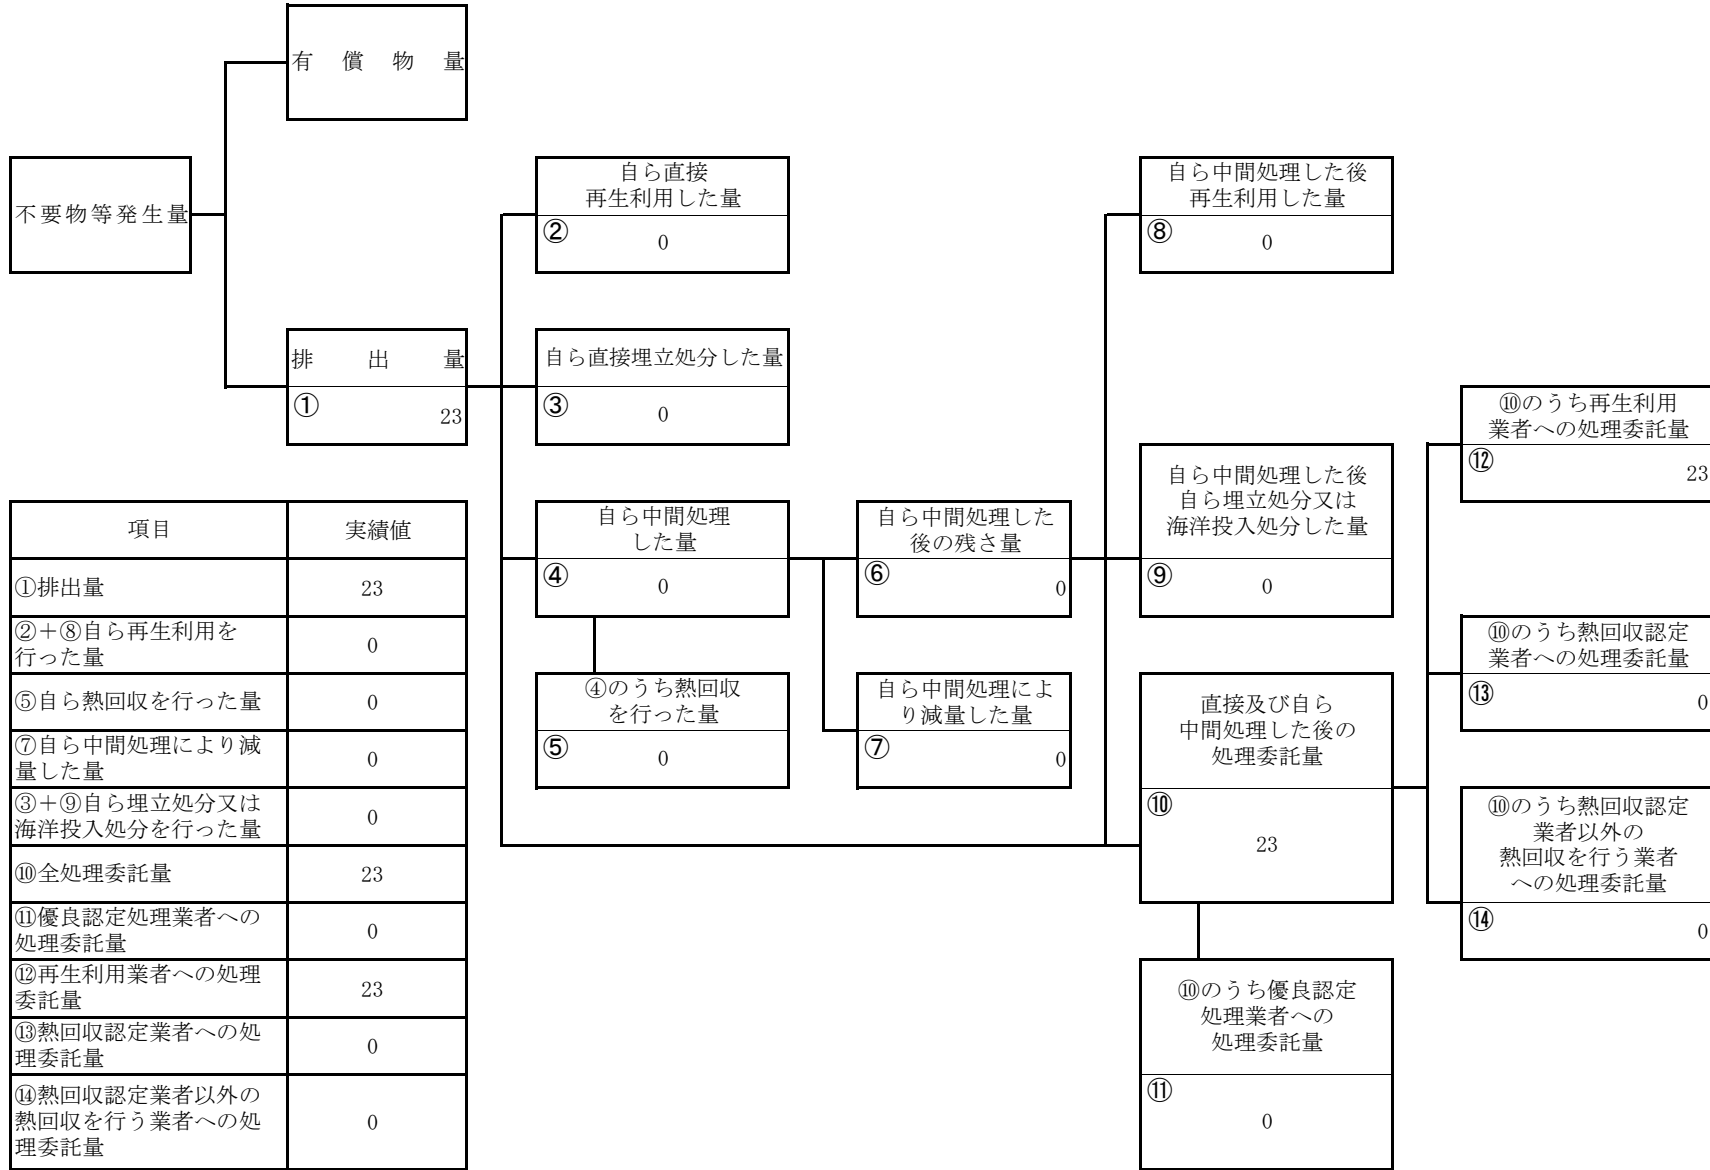 有償物量
不要物等発生量
排出量
①
23
自ら直接
再生利用した量
②
0
自ら直接埋立処分した量
③
0
自ら中間処理
した量
④
0
④のうち熱回収
を行った量
⑤
0
自ら中間処理した
後の残さ量
⑥
0
自ら中間処理によ
り減量した量
⑦
0
自ら中間処理した後
再生利用した量
⑧
0
自ら中間処理した後
自ら埋立処分又は
海洋投入処分した量
⑨
0
直接及び自ら
中間処理した後の
処理委託量
⑩
23
⑩のうち優良認定
処理業者への
処理委託量
⑪
0
⑩のうち再生利用
業者への処理委託量
⑫
23
⑩のうち熱回収認定
業者への処理委託量
⑬
0
⑩のうち熱回収認定
業者以外の
熱回収を行う業者
への処理委託量
⑭
0
項目 実績値
①排出量 23
②＋⑧自ら再生利用を
行った量 0
⑤自ら熱回収を行った量 0
⑦自ら中間処理により減
量した量 0
③＋⑨自ら埋立処分又は
海洋投入処分を行った量 0
⑩全処理委託量 23
⑪優良認定処理業者への
処理委託量 0
⑫再生利用業者への処理
委託量 23
⑬熱回収認定業者への処
理委託量 0
⑭熱回収認定業者以外の
熱回収を行う業者への処
理委託量 0